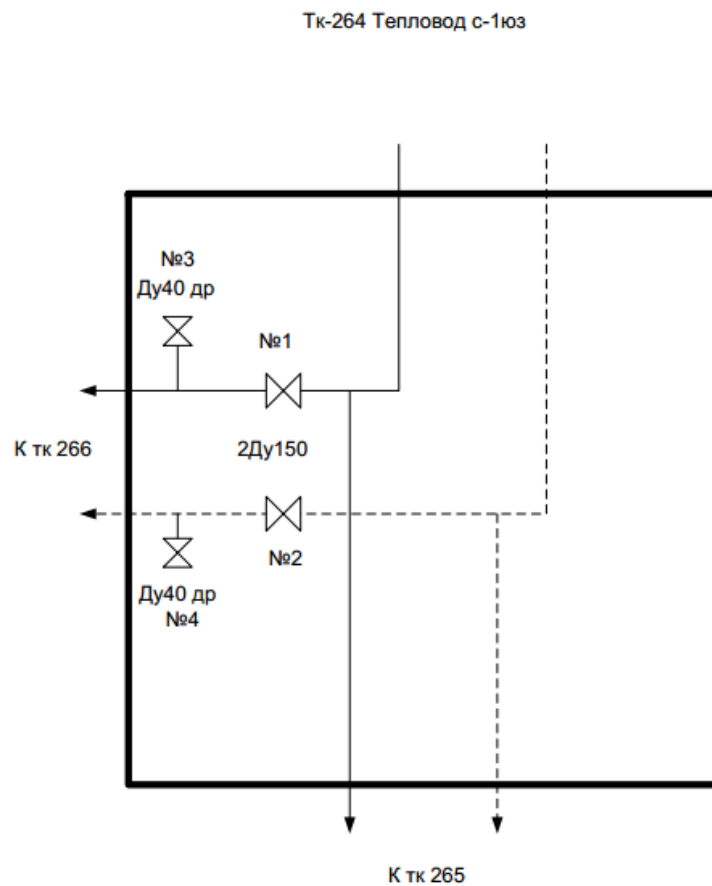 Тк-264 Тепловод с-1юз
№3
Ду40 др
№1
К тк 266
2Ду150
№2
Ду40 др
№4
К тк 265